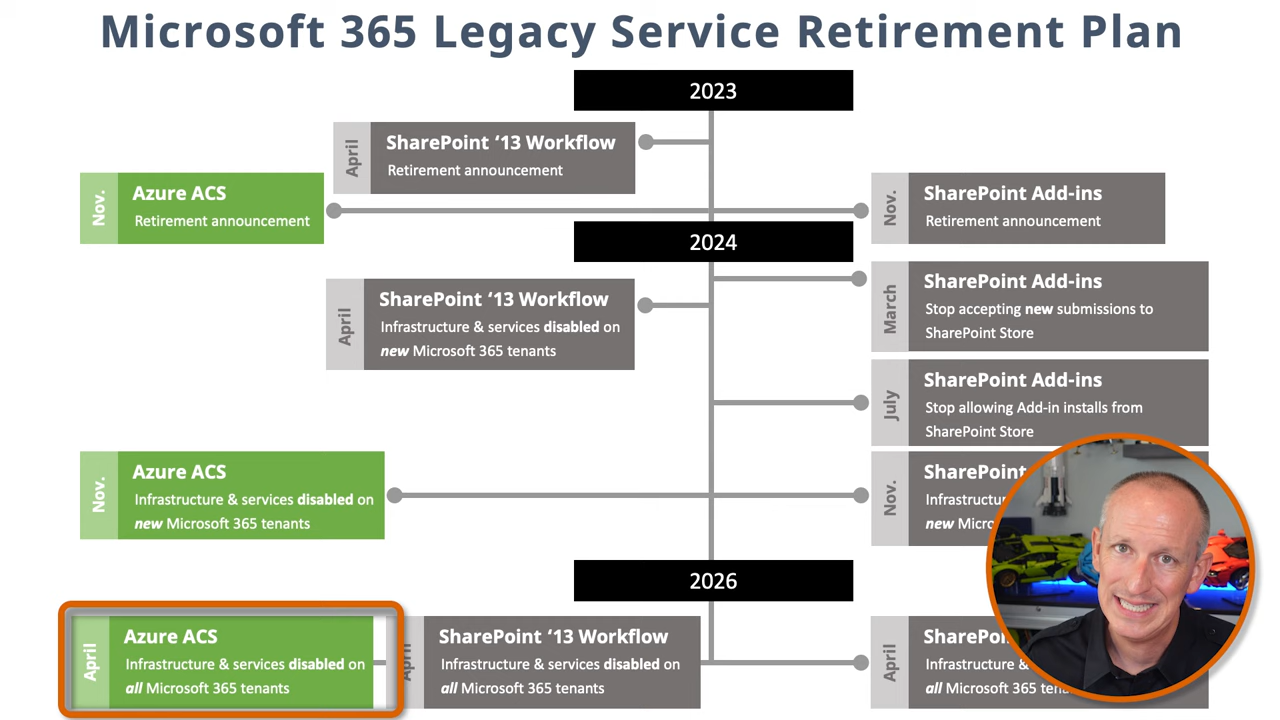 Microsoft 365 Legacy Service Retirement Plan
2023
April
SharePoint ‘13 Workflow
Retirement announcement
Nov.
Azure ACS
Retirement announcement
Nov.
SharePoint Add-ins
Retirement announcement
2024
March
SharePoint Add-ins
Stop accepting new submissions to
SharePoint Store
April
SharePoint ‘13 Workflow
Infrastructure & services disabled on
new Microsoft 365 tenants
July
SharePoint Add-ins
Stop allowing Add-in installs from
SharePoint Store
Nov.
Azure ACS
Infrastructure & services disabled on
new Microsoft 365 tenants
Nov.
SharePoint
new
2026
April
Azure ACS
Infrastructure & services disabled on
all Microsoft 365 tenants
April
SharePoint ‘13 Workflow
Infrastructure & services disabled on
all Microsoft 365 tenants
April
Infrastructure &
all Microsoft 365